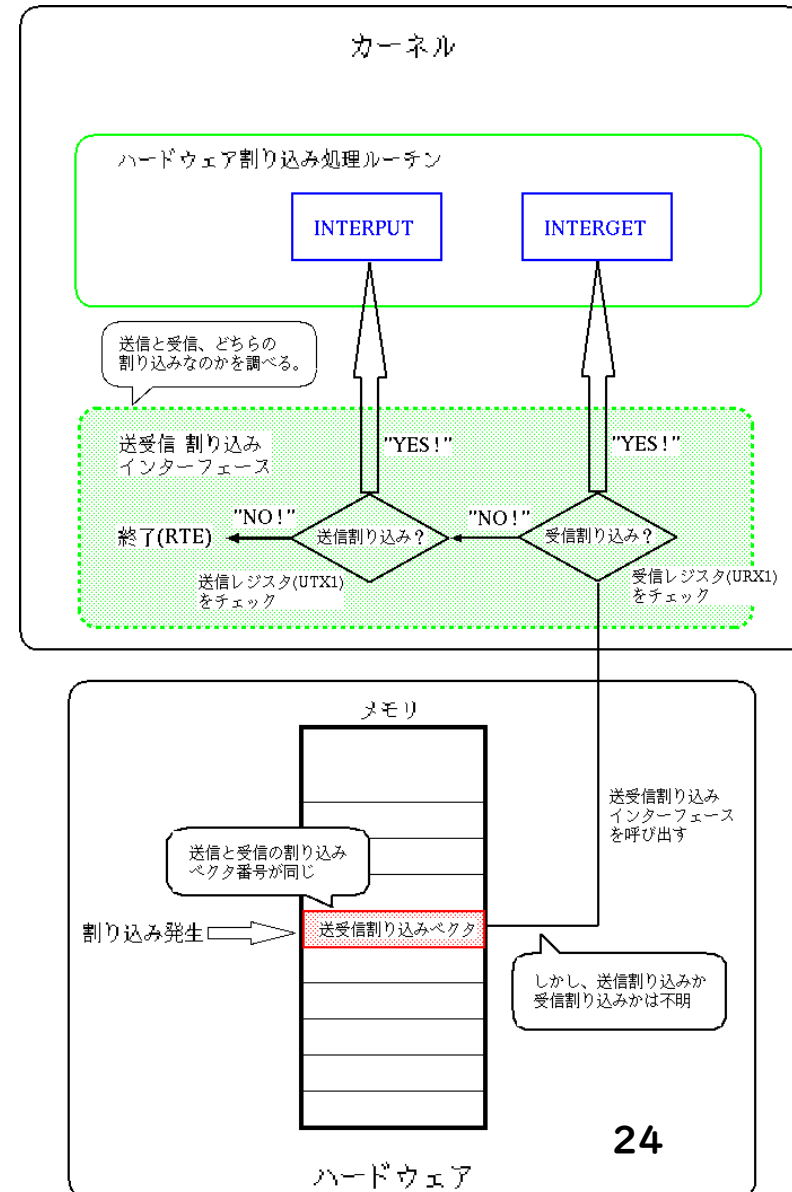 カーネル
ハードウェア割り込み処理ルーチン
INTERPUT
INTERGET
送信と受信、どちらの
割り込みなのかを調べる。
送受信 割り込み
インターフェース
"YES!"
"YES!"
終了(RTE)
"NO!"
送信割り込み?
"NO!"
受信割り込み?
送信レジスタ(UTX1)
をチェック
受信レジスタ(URX1)
をチェック
メモリ
送受信割り込み
インターフェース
を呼び出す
送信と受信の割り込み
ベクタ番号が同じ
割り込み発生
送受信割り込みベクタ
しかし、送信割り込みか
受信割り込みかは不明
24
ハードウェア